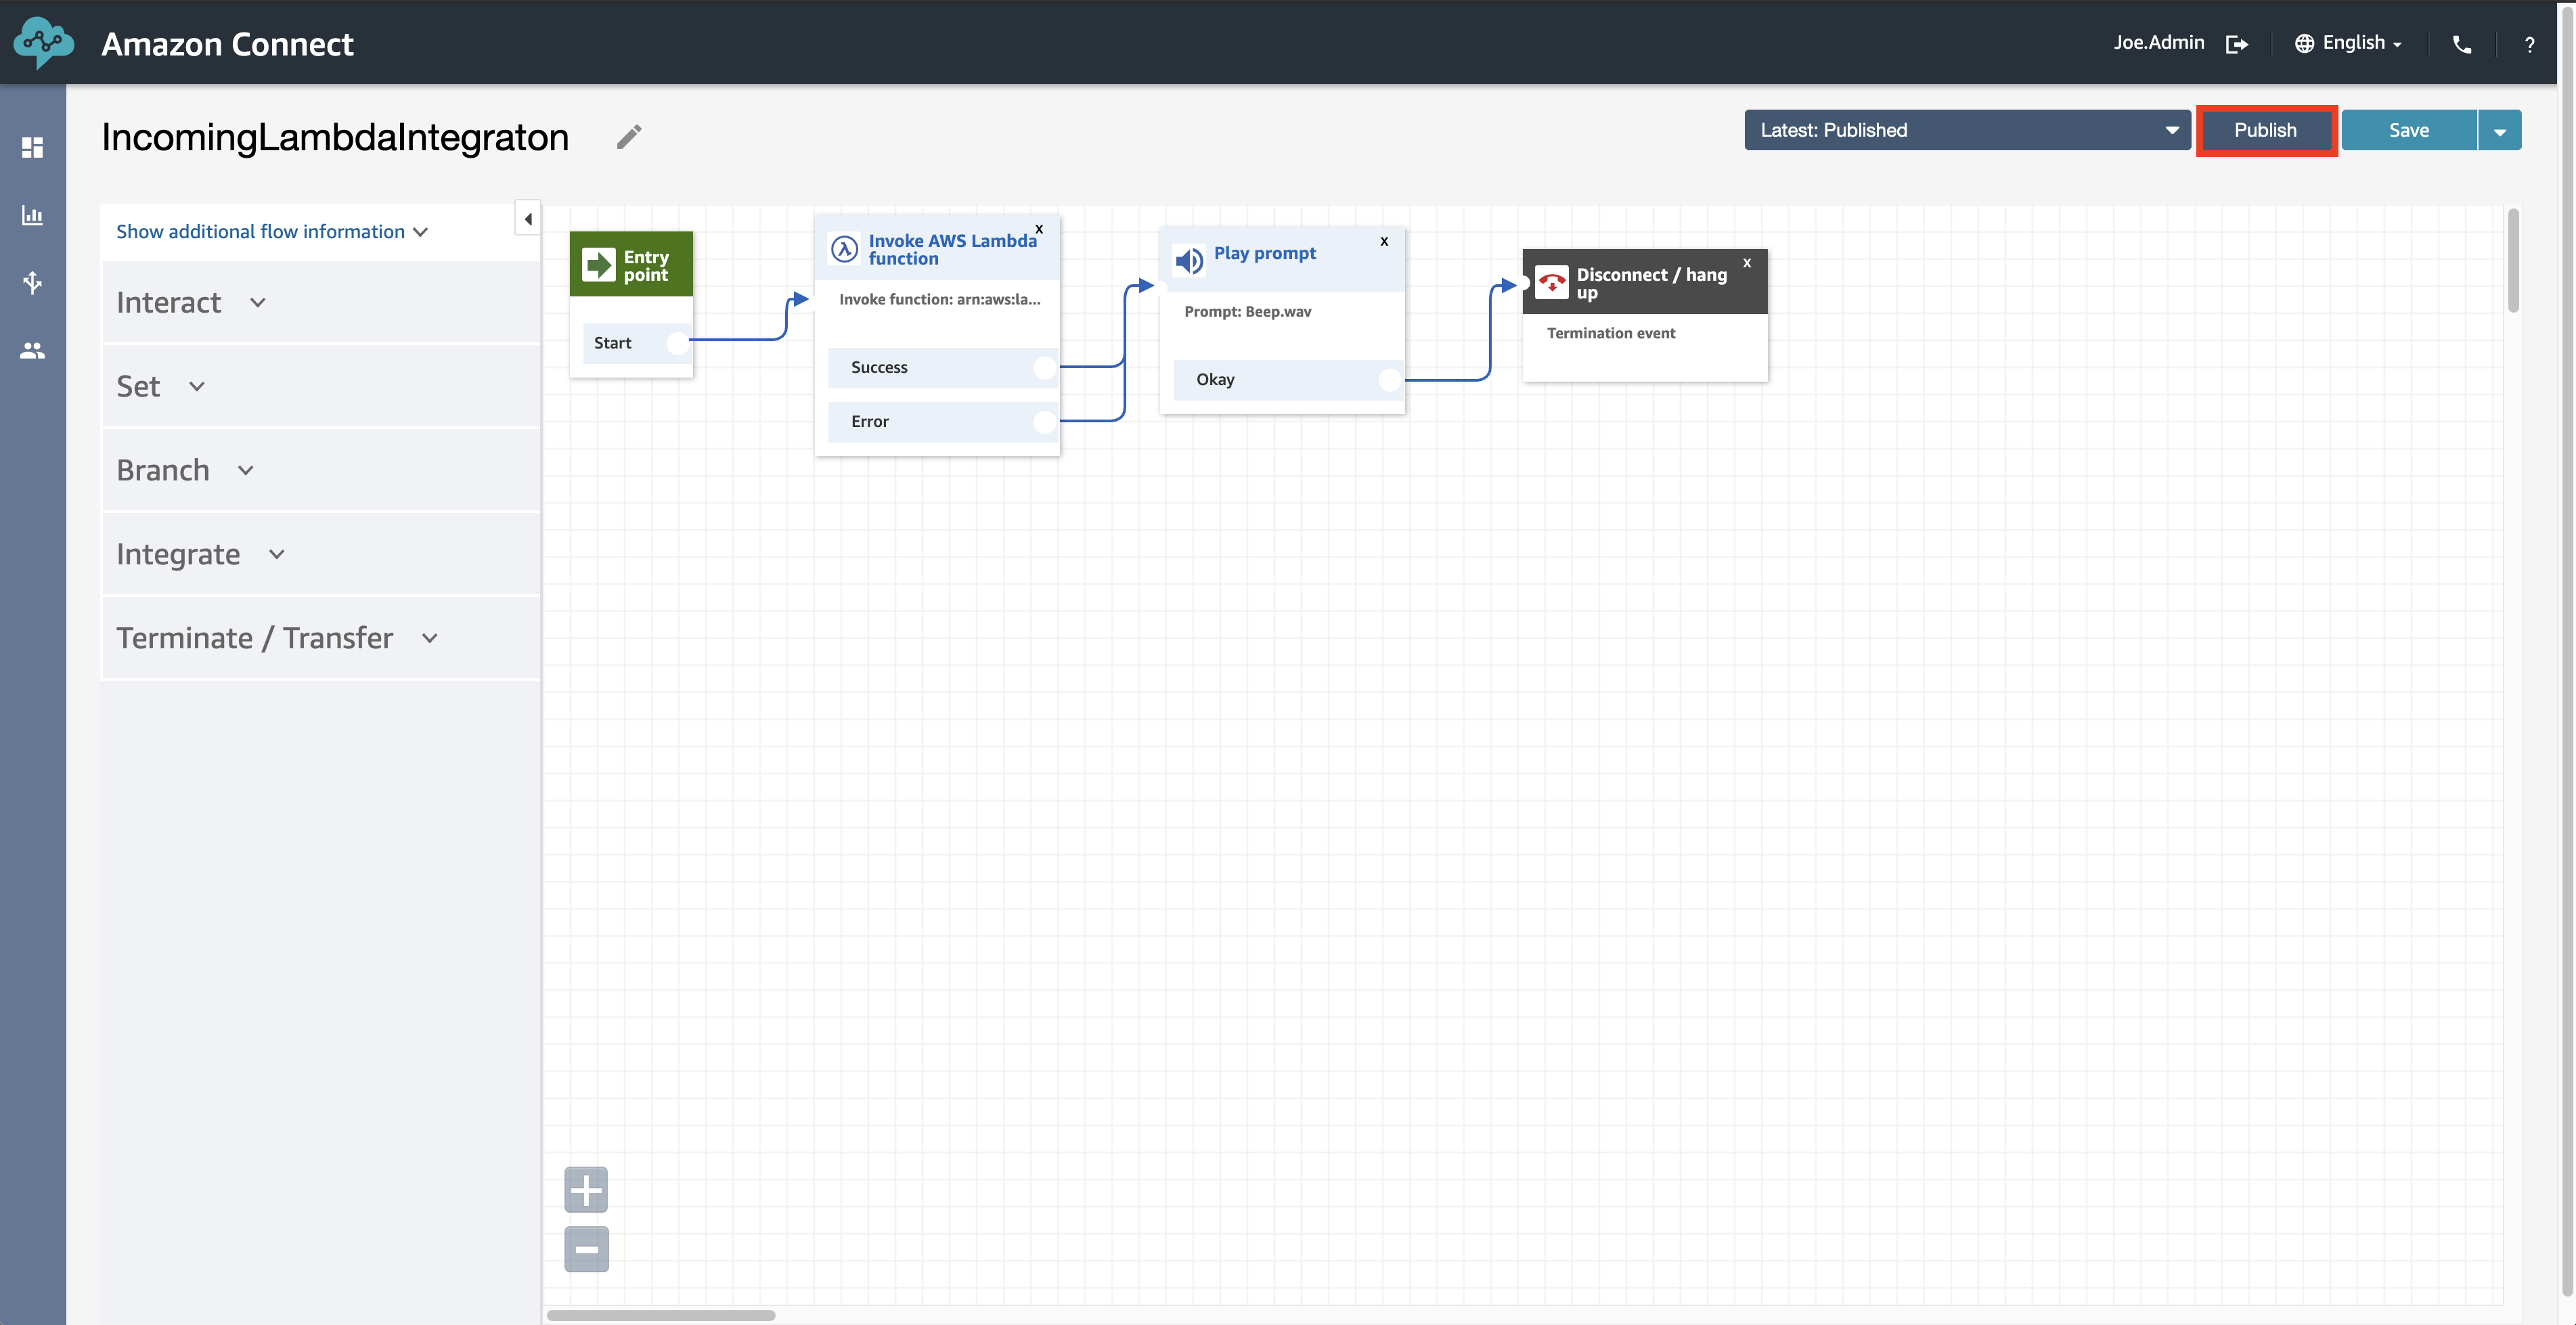 Amazon Connect
Joe.Admin
English
?
IncomingLambdaIntegraton
Latest: Published
Publish
Save
Show additional flow information
Interact
Set
Branch
Integrate
Terminate / Transfer
Entry
point
Start
Invoke AWS Lambda
function
x
Invoke function: arn:aws:la...
Success
Error
Play prompt
x
Prompt: Beep.wav
Okay
Disconnect / hang
up
x
Termination event